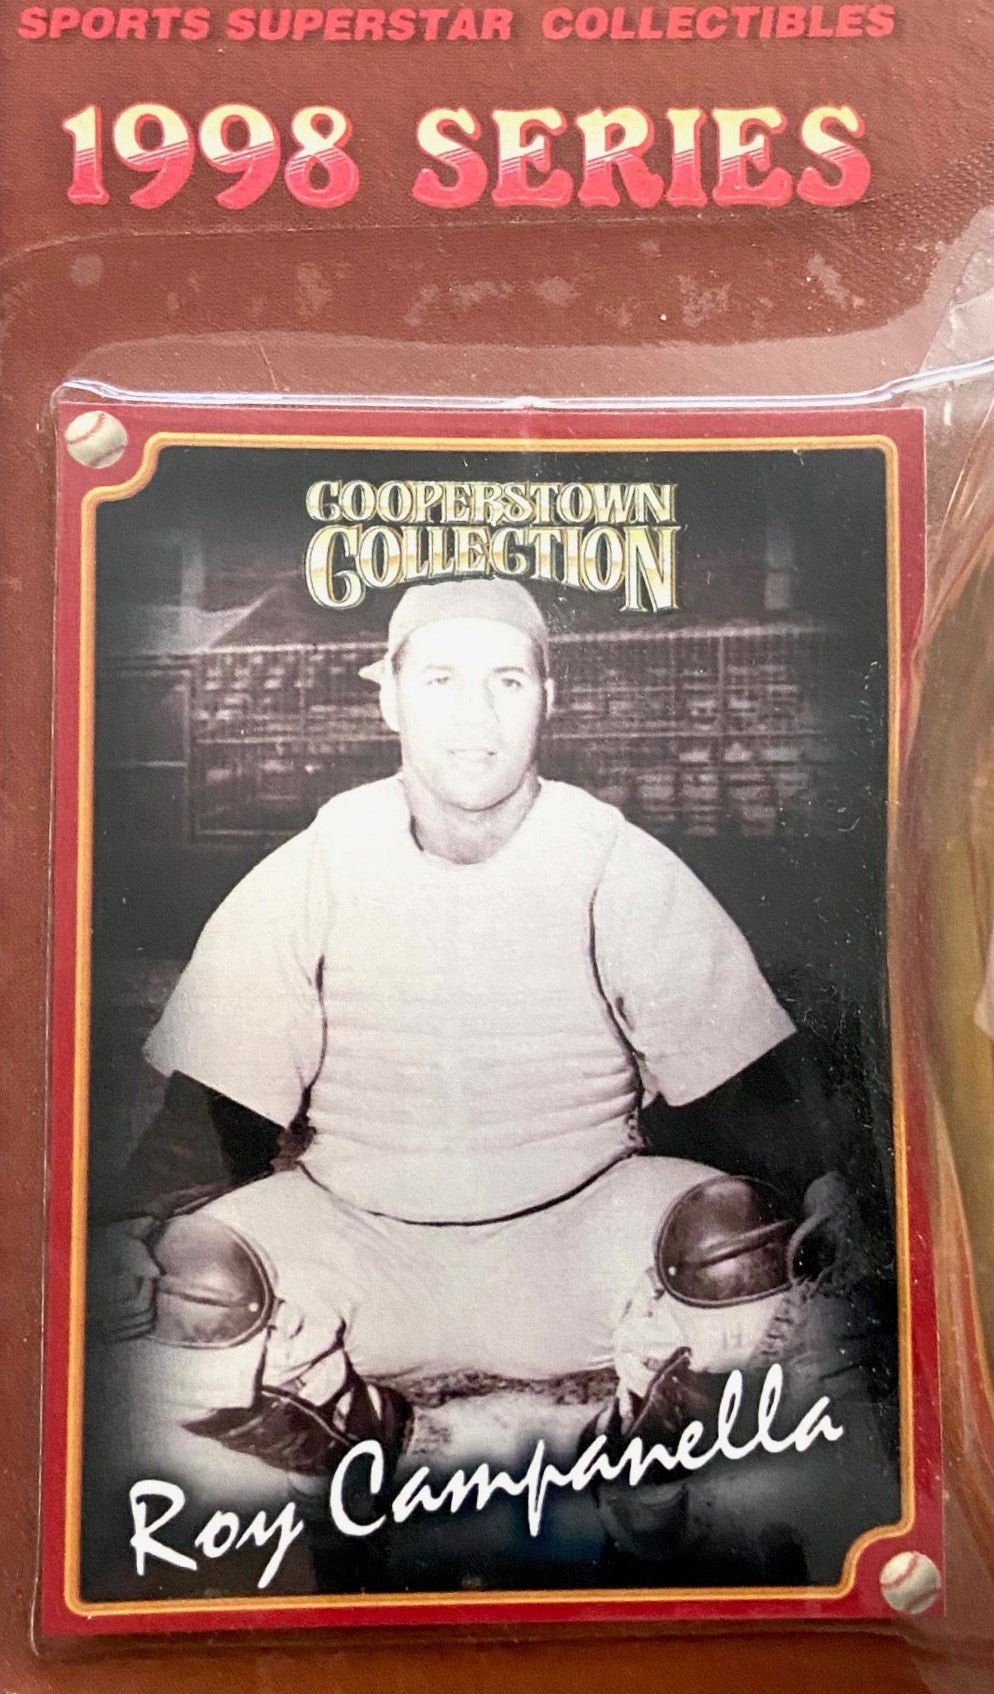 SPORTS SUPERSTAR COLLECTIBLES
1998 SERIES
COOPERSTOWN
COLLECTION
Roy Campanella